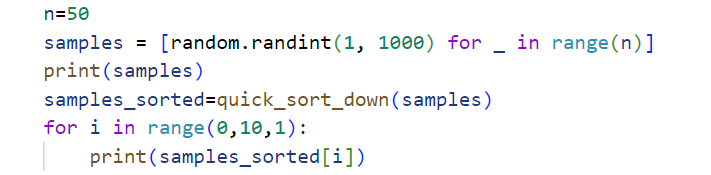 n=50
samples = [random.randint(1, 1000) for _ in range(n)]
print(samples)
samples_sorted=quick_sort_down(samples)
for i in range(0,10,1):
    print(samples_sorted[i])